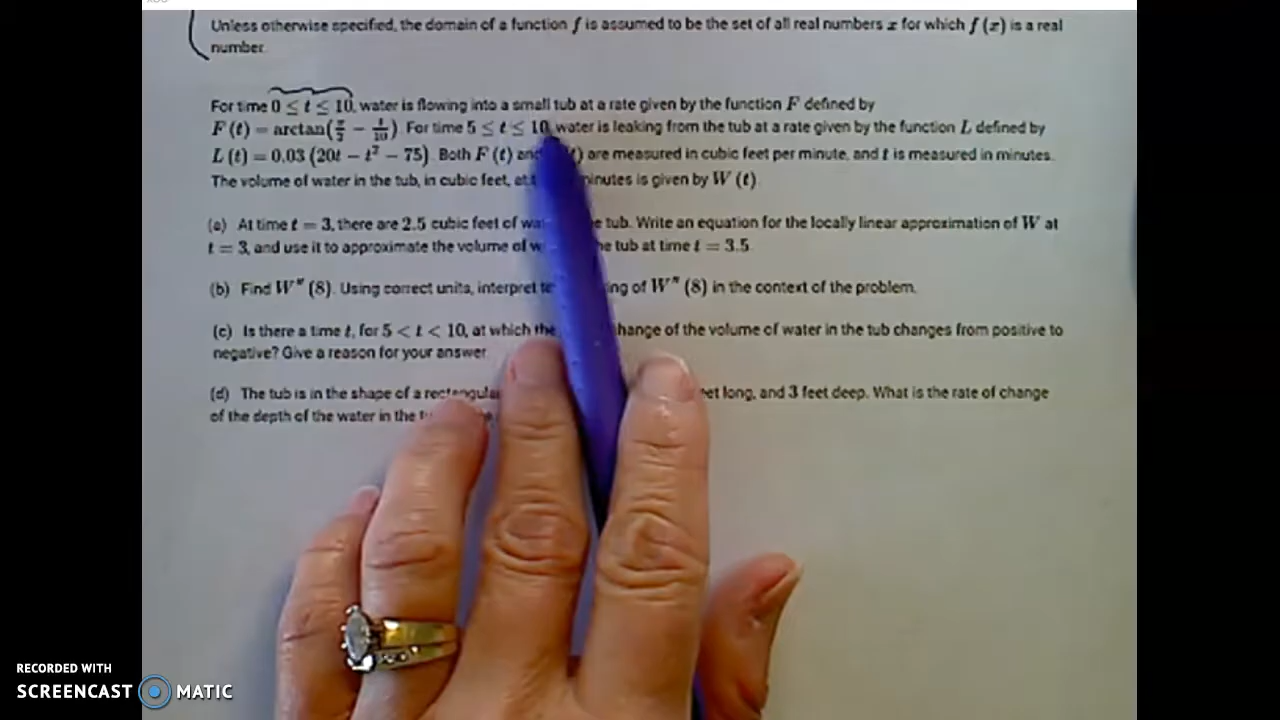 Unless otherwise specified, the domain of a function f is assumed to be the set of all real numbers x for which f (x) is a real
number.
For time 0 ≤ t ≤ 10, water is flowing into a small tub at a rate given by the function F defined by
F (t) = arctan(π/2 − t/10). For time 5 ≤ t ≤ 10, water is leaking from the tub at a rate given by the function L defined by
L (t) = 0.03 (20t − t² − 75). Both F (t) and t) are measured in cubic feet per minute, and t is measured in minutes.
The volume of water in the tub, in cubic feet, at t inutes is given by W (t).
(a) At time t = 3, there are 2.5 cubic feet of wa e tub. Write an equation for the locally linear approximation of W at
t = 3, and use it to approximate the volume of w he tub at time t = 3.5.
(b) Find W″ (8). Using correct units, interpret ng of W″ (8) in the context of the problem.
(c) Is there a time t, for 5 < t < 10, at which the hange of the volume of water in the tub changes from positive to
negative? Give a reason for your answer.
(d) The tub is in the shape of a rectangula eet long, and 3 feet deep. What is the rate of change
of the depth of the water in the
RECORDED WITH
SCREENCAST MATIC